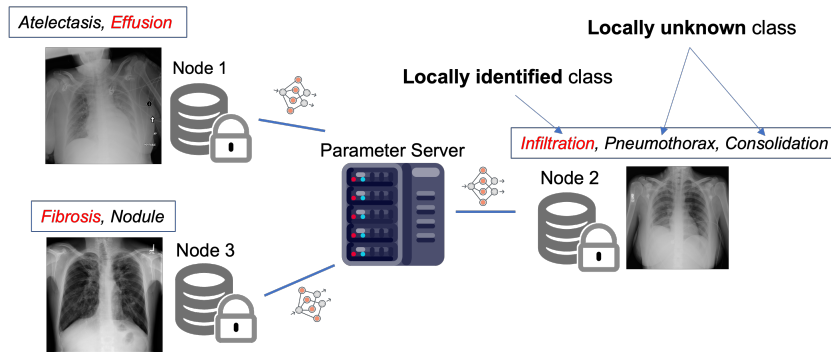 Atelectasis, Effusion
Locally unknown class
Node 1
Locally identified class
Parameter Server
Infiltration, Pneumothorax, Consolidation
Node 2
Fibrosis, Nodule
Node 3